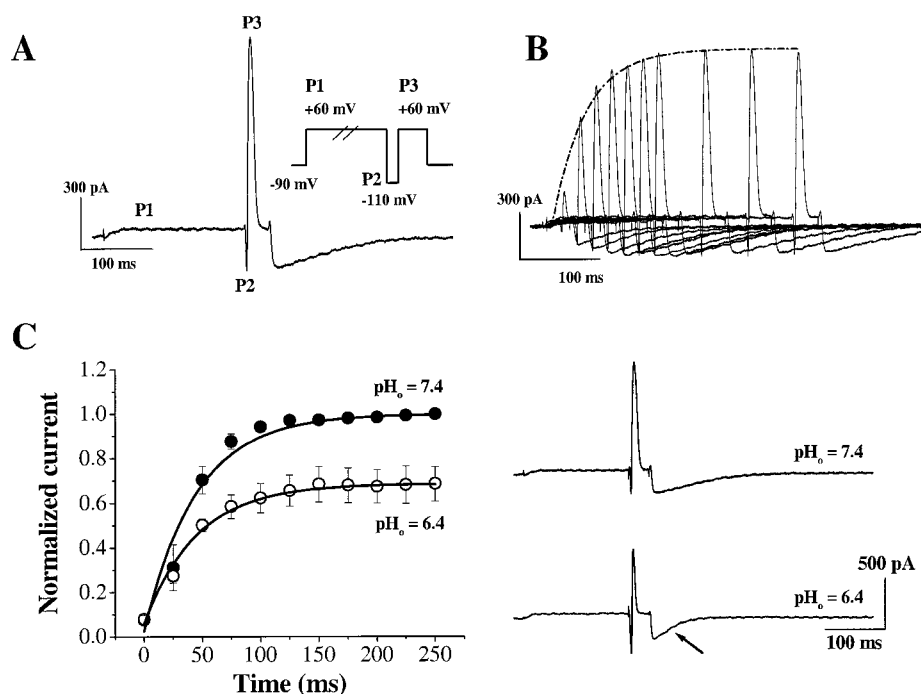 A
P3
P1
+60 mV
P3
+60 mV
-90 mV
P2
-110 mV
300 pA
P1
100 ms
P2
B
300 pA
100 ms
C
Normalized current
1.2
1.0
0.8
0.6
0.4
0.2
0.0
0
50
100
150
200
250
Time (ms)
pHo = 7.4
pHo = 6.4
pHo = 7.4
pHo = 6.4
500 pA
100 ms